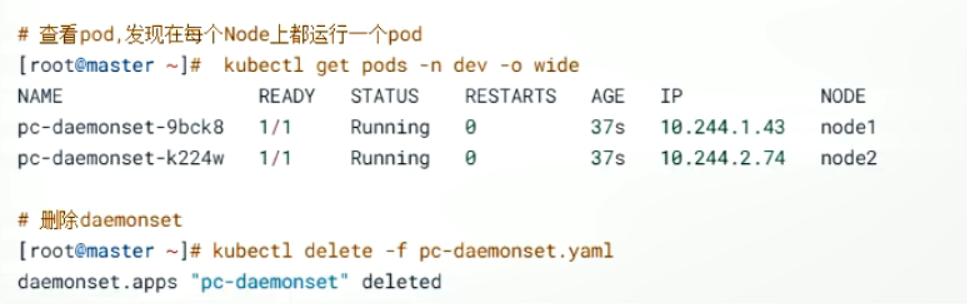 # 查看pod,发现在每个Node上都运行一个pod
[root@master ~]#  kubectl get pods -n dev -o wide
NAME                 READY   STATUS    RESTARTS   AGE   IP            NODE
pc-daemonset-9bck8   1/1     Running   0          37s   10.244.1.43   node1
pc-daemonset-k224w   1/1     Running   0          37s   10.244.2.74   node2
# 删除daemonset
[root@master ~]# kubectl delete -f pc-daemonset.yaml
daemonset.apps "pc-daemonset" deleted